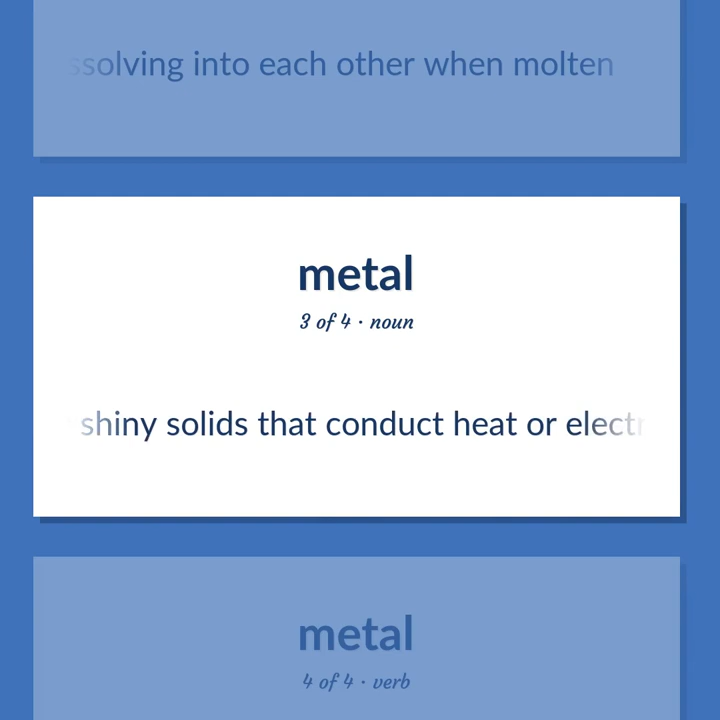 ssolving into each other when molten
metal
3 of 4 · noun
shiny solids that conduct heat or electr
metal
4 of 4 · verb